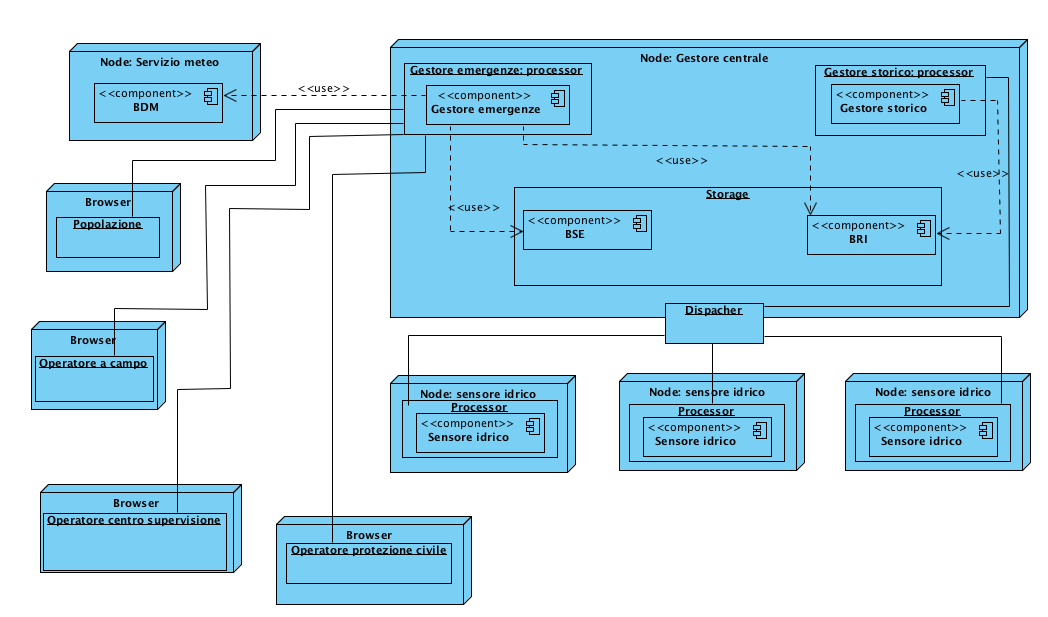 Node: Servizio meteo
<<component>>
BDM
<<use>>
Node: Gestore centrale
Gestore emergenze: processor
<<component>>
Gestore emergenze
Gestore storico: processor
<<component>>
Gestore storico
<<use>>
<<use>>
<<use>>
Storage
<<component>>
BSE
<<component>>
BRI
Dispacher
Browser
Popolazione
Browser
Operatore a campo
Browser
Operatore centro supervisione
Browser
Operatore protezione civile
Node: sensore idrico
Processor
<<component>>
Sensore idrico
Node: sensore idrico
Processor
<<component>>
Sensore idrico
Node: sensore idrico
Processor
<<component>>
Sensore idrico